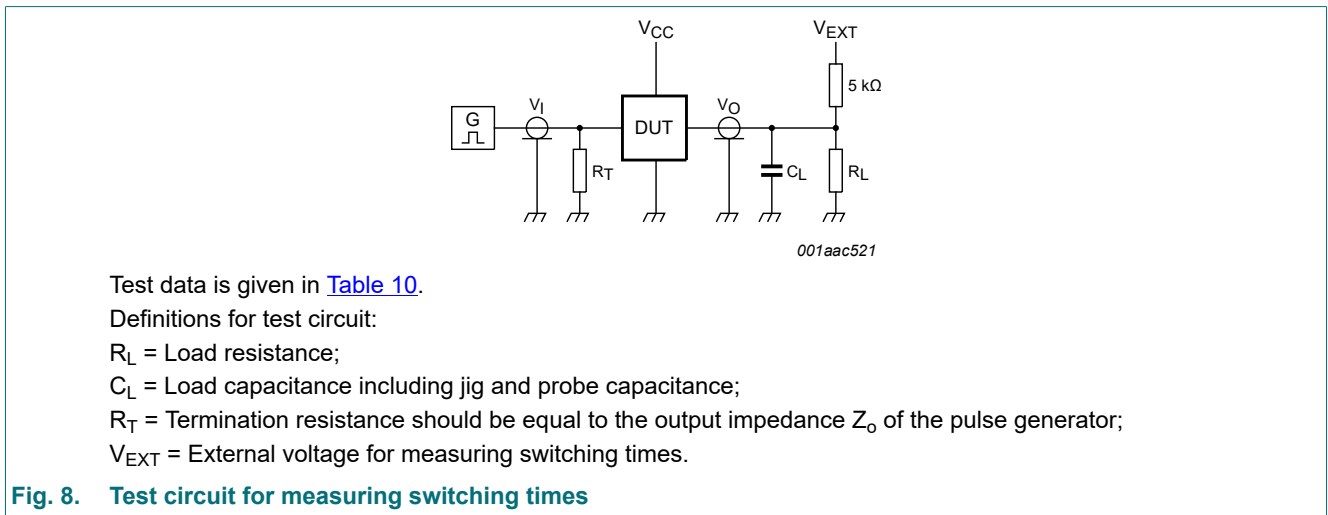 VCC VEXT
5 kΩ
G VI DUT VO
RT CL RL
001aac521
Test data is given in Table 10.
Definitions for test circuit:
RL = Load resistance;
CL = Load capacitance including jig and probe capacitance;
RT = Termination resistance should be equal to the output impedance Zo of the pulse generator;
VEXT = External voltage for measuring switching times.
Fig. 8. Test circuit for measuring switching times